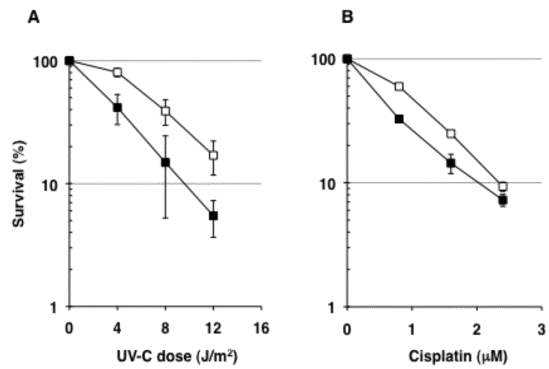 A
100
10
1
Survival (%)
0 4 8 12 16
UV-C dose (J/m²)
B
100
10
1
0 1 2 3
Cisplatin (μM)